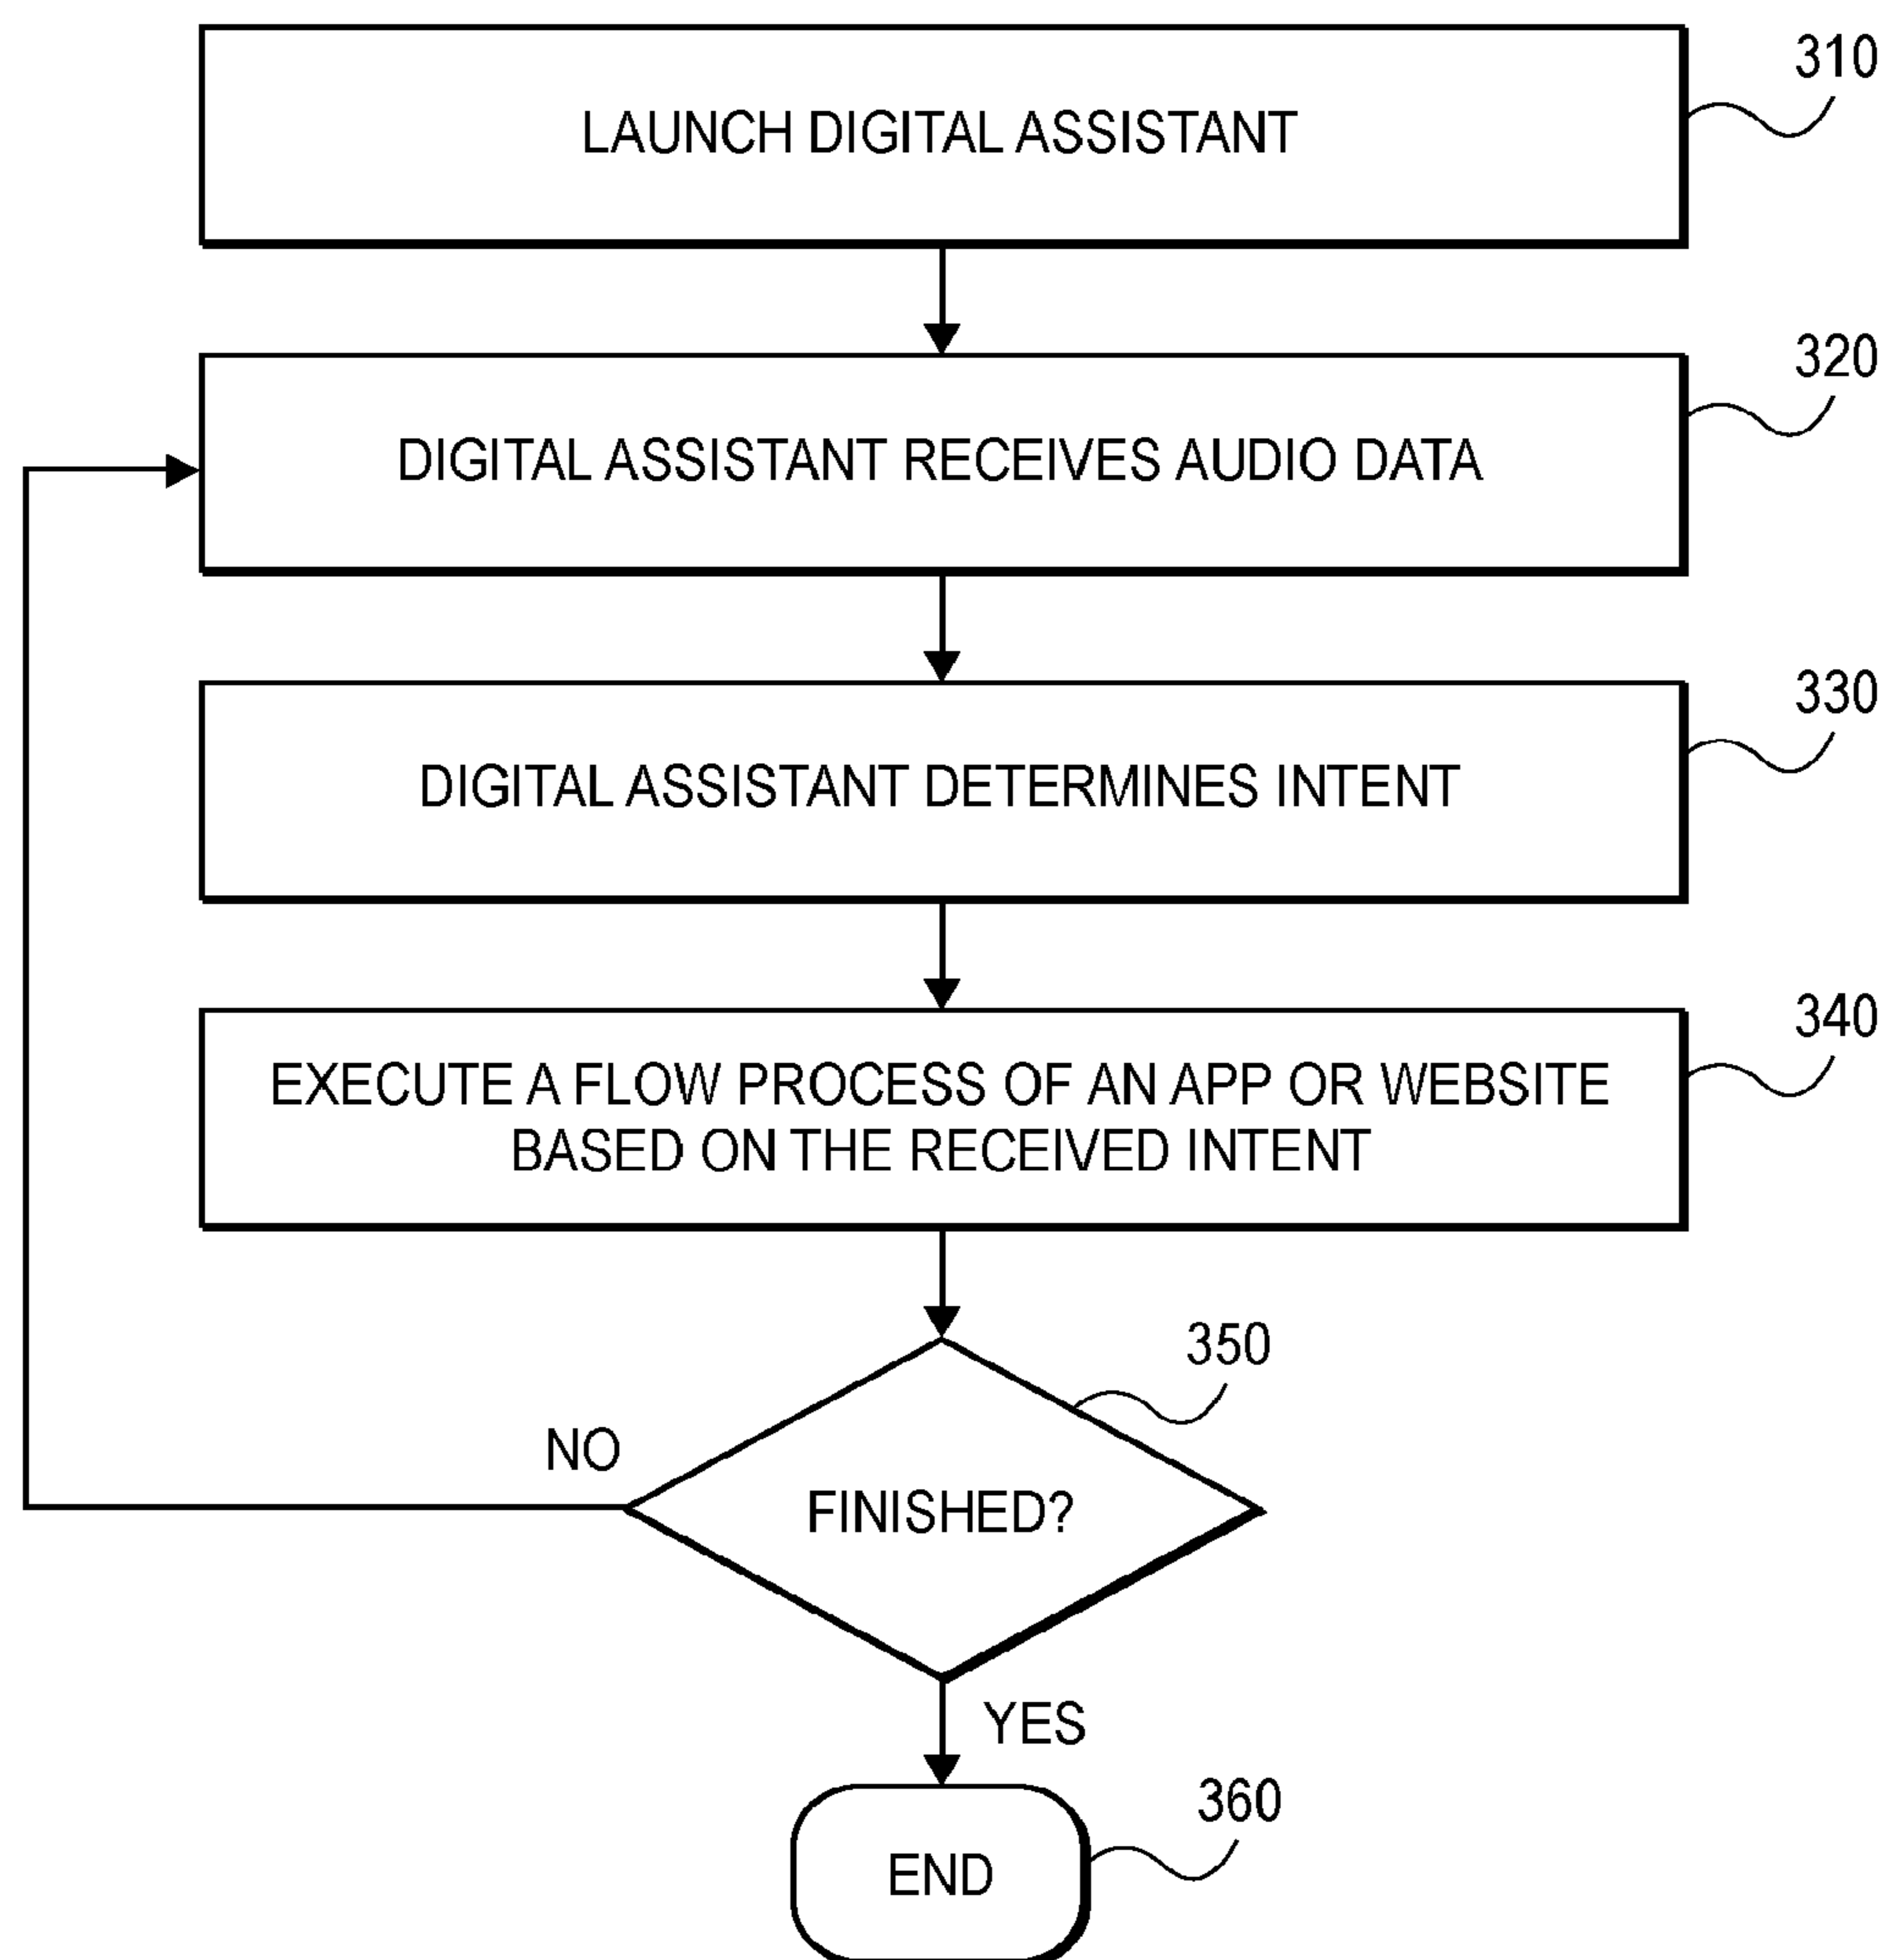 310
LAUNCH DIGITAL ASSISTANT
320
DIGITAL ASSISTANT RECEIVES AUDIO DATA
330
DIGITAL ASSISTANT DETERMINES INTENT
340
EXECUTE A FLOW PROCESS OF AN APP OR WEBSITE
BASED ON THE RECEIVED INTENT
350
NO
FINISHED?
YES
360
END